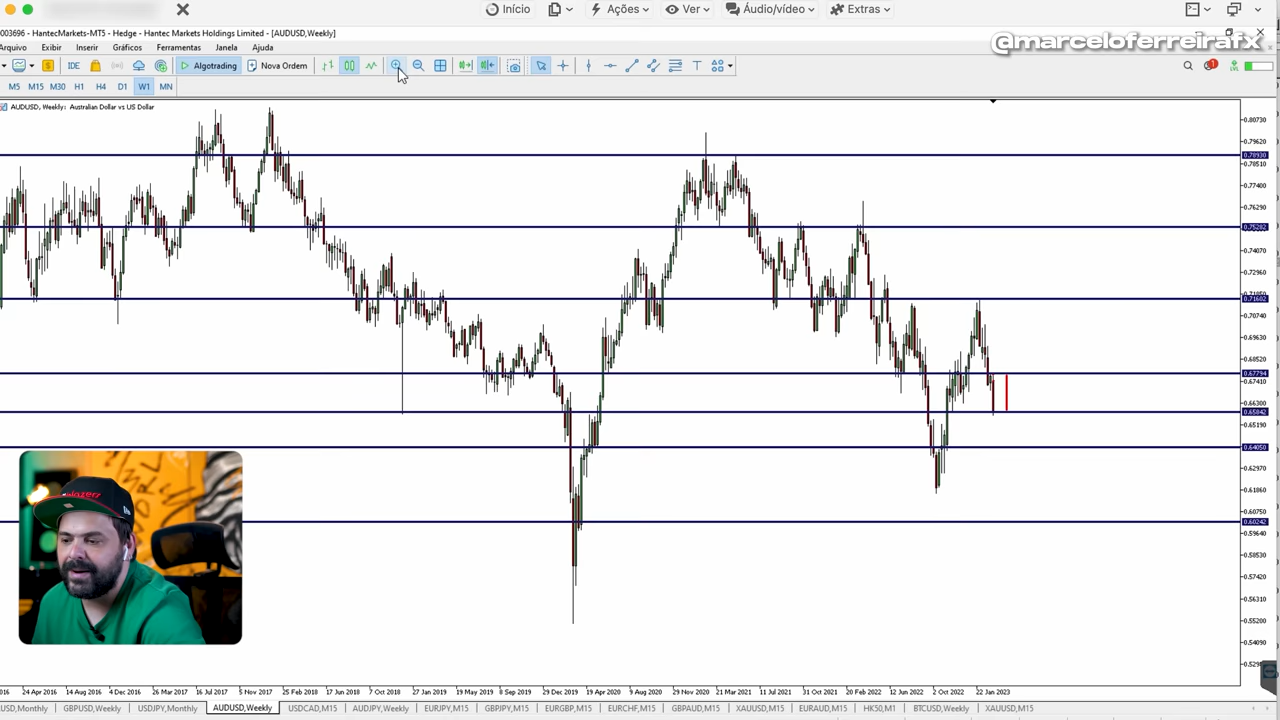 Início
Ações
Ver
Áudio/vídeo
Extras
003696 - HantecMarkets-MT5 - Hedge - Hantec Markets Holdings Limited - [AUDUSD,Weekly]
@marceloferreirafx
Arquivo Exibir Inserir Gráficos Ferramentas Janela Ajuda
IDE Algotrading Nova Ordem
M5 M15 M30 H1 H4 D1 W1 MN
AUDUSD, Weekly: Australian Dollar vs US Dollar
0.80730
0.79620
0.78930
0.78510
0.77400
0.76290
0.75282
0.74070
0.72960
0.71602
0.70740
0.69630
0.68520
0.67794
0.67410
0.66300
0.65842
0.65190
0.64050
0.62970
0.61860
0.60750
0.60242
0.59640
0.58530
0.57420
0.56310
0.55200
0.54090
2016 24 Apr 2016 14 Aug 2016 4 Dec 2016 26 Mar 2017 16 Jul 2017 5 Nov 2017 25 Feb 2018 17 Jun 2018 7 Oct 2018 27 Jan 2019 19 May 2019 8 Sep 2019 29 Dec 2019 19 Apr 2020 9 Aug 2020 29 Nov 2020 21 Mar 2021 11 Jul 2021 31 Oct 2021 20 Feb 2022 12 Jun 2022 2 Oct 2022 22 Jan 2023
CUSD,Monthly GBPUSD,Weekly USDJPY,Monthly AUDUSD,Weekly USDCAD,M15 AUDJPY,Weekly EURJPY,M15 GBPJPY,M15 EURGBP,M15 EURCHF,M15 GBPAUD,M15 XAUUSD,M15 EURAUD,M15 HK50,M1 BTCUSD,Weekly XAUUSD,M15